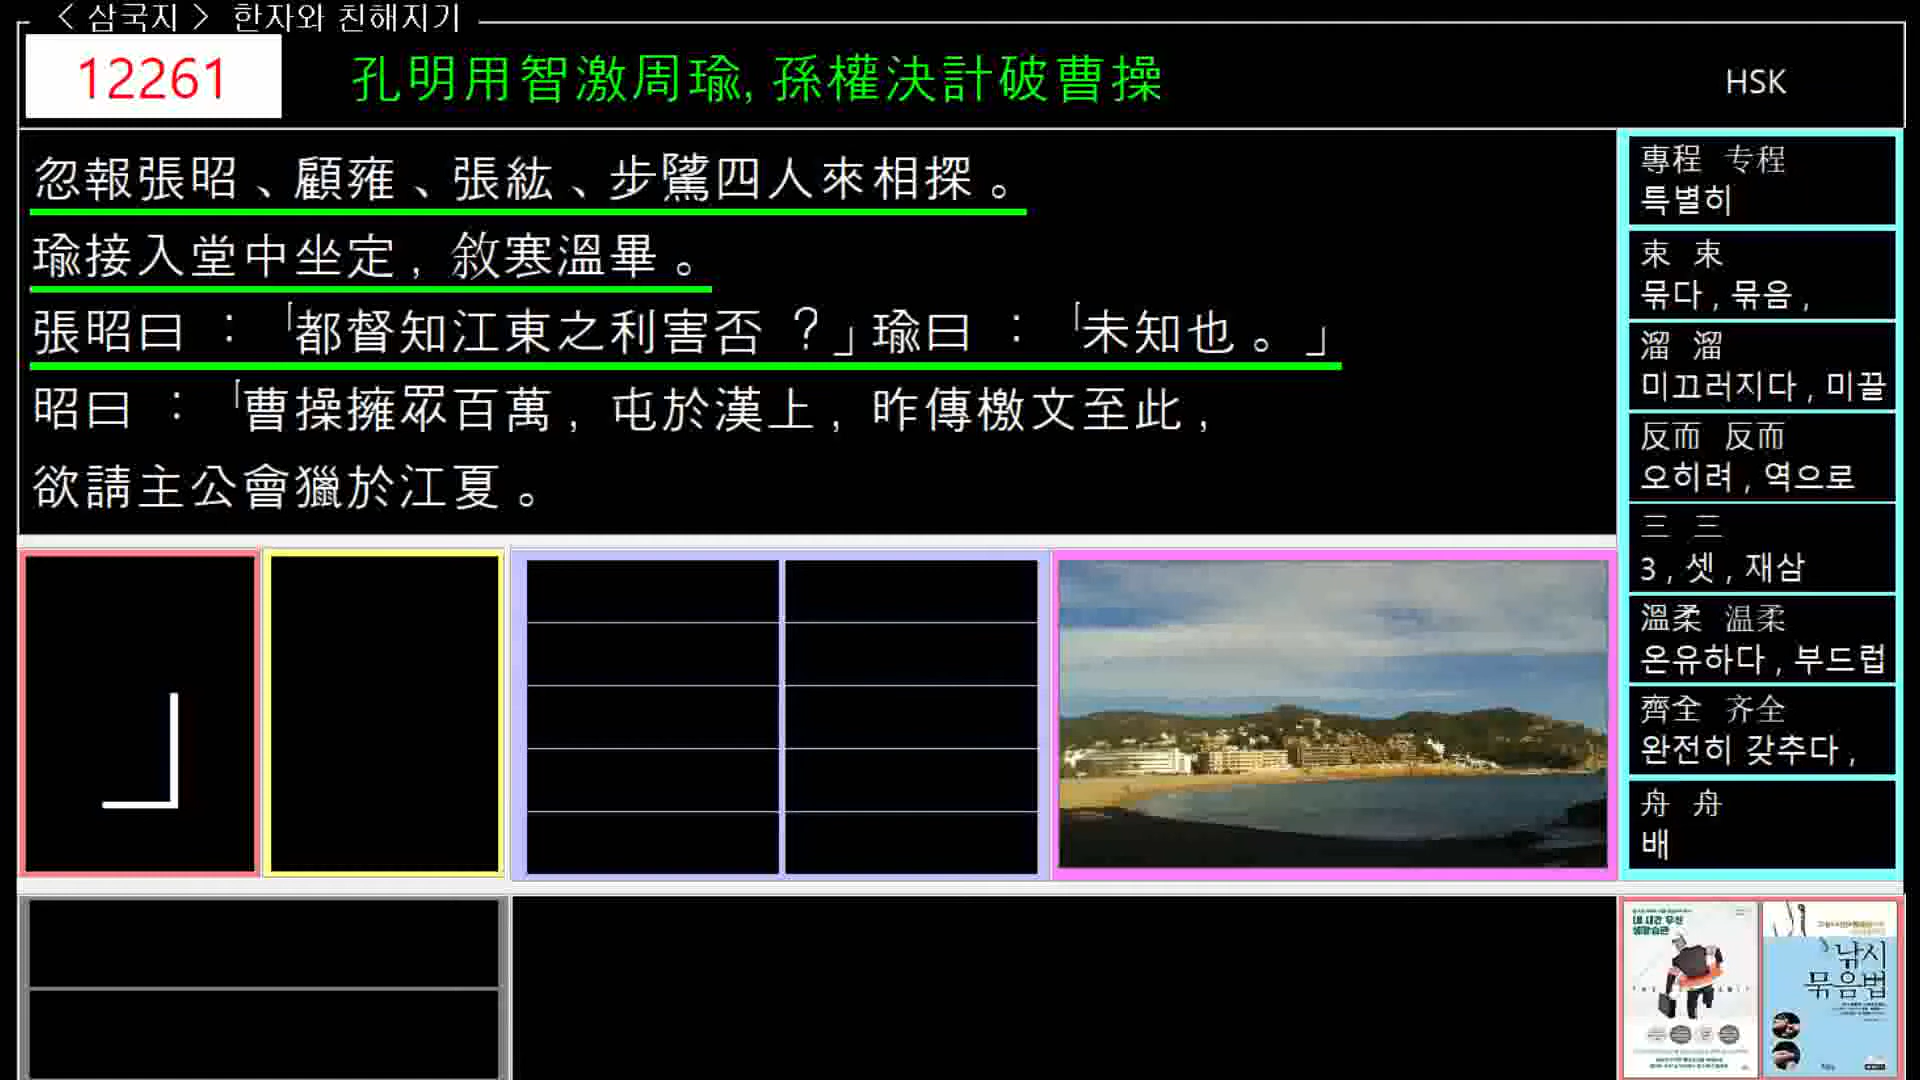 < 삼국지 > 한자와 친해지기
12261
孔明用智激周瑜, 孫權決計破曹操
HSK
忽報張昭、顧雍、張紘、步騭四人來相探。
瑜接入堂中坐定, 敘寒溫畢。
張昭曰 : 「都督知江東之利害否 ?」瑜曰 : 「未知也。」
昭曰 : 「曹操擁眾百萬, 屯於漢上, 昨傳檄文至此,
欲請主公會獵於江夏。
」
專程 专程
특별히
束 束
묶다 , 묶음 ,
溜 溜
미끄러지다 , 미끌
反而 反而
오히려 , 역으로
三 三
3 , 셋 , 재삼
溫柔 温柔
온유하다 , 부드럽
齊全 齐全
완전히 갖추다 ,
舟 舟
배
낚시
묶음법